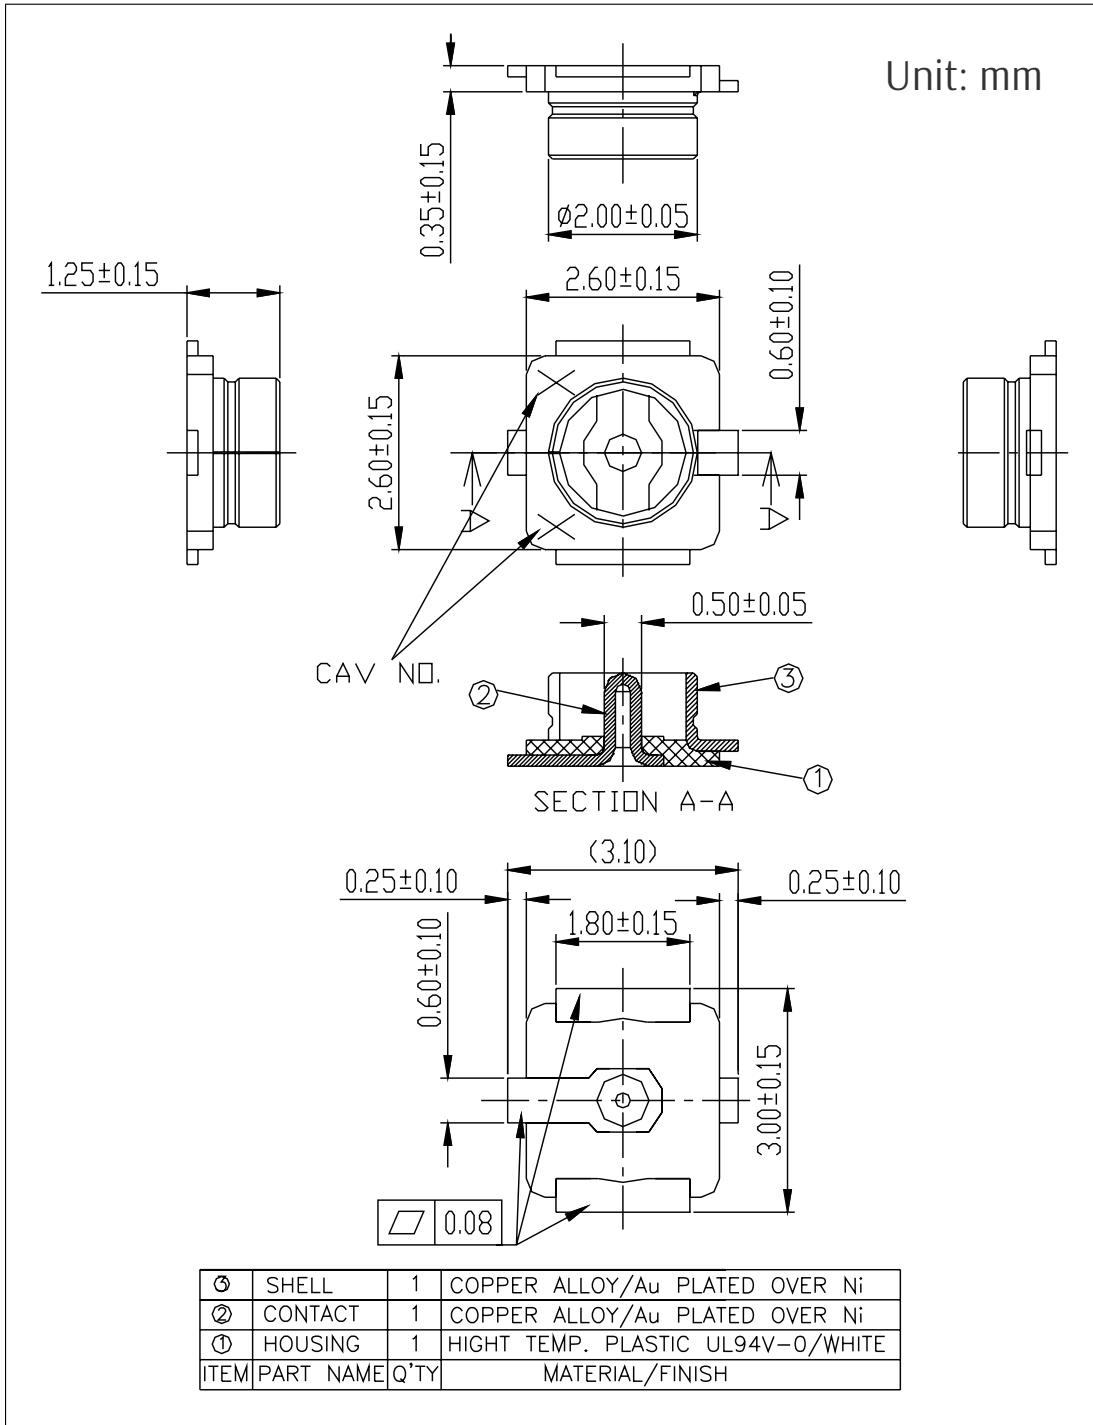 Unit: mm
0.35±0.15
Ø2.00±0.05
1.25±0.15
2.60±0.15
0.60±0.10
2.60±0.15
A
A
0.50±0.05
CAV NO.
②
③
①
SECTION A-A
(3.10)
0.25±0.10
0.25±0.10
1.80±0.15
0.60±0.10
3.00±0.15
0.08
③ SHELL 1 COPPER ALLOY/Au PLATED OVER Ni
② CONTACT 1 COPPER ALLOY/Au PLATED OVER Ni
① HOUSING 1 HIGHT TEMP. PLASTIC UL94V-0/WHITE
ITEM PART NAME Q'TY MATERIAL/FINISH